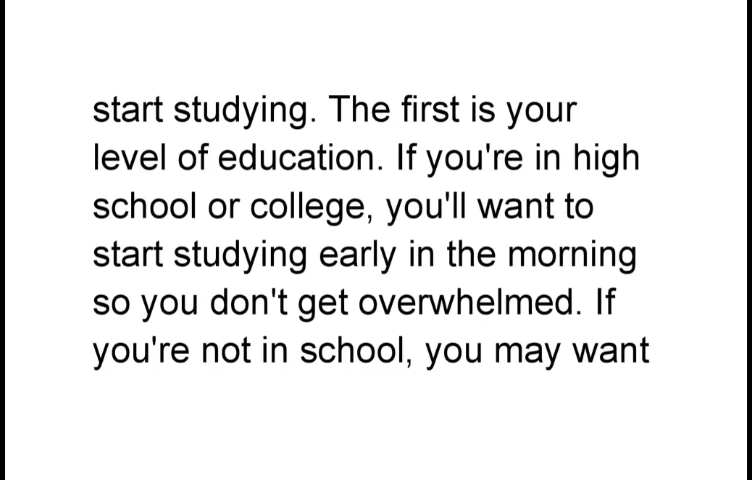 start studying. The first is your
level of education. If you're in high
school or college, you'll want to
start studying early in the morning
so you don't get overwhelmed. If
you're not in school, you may want